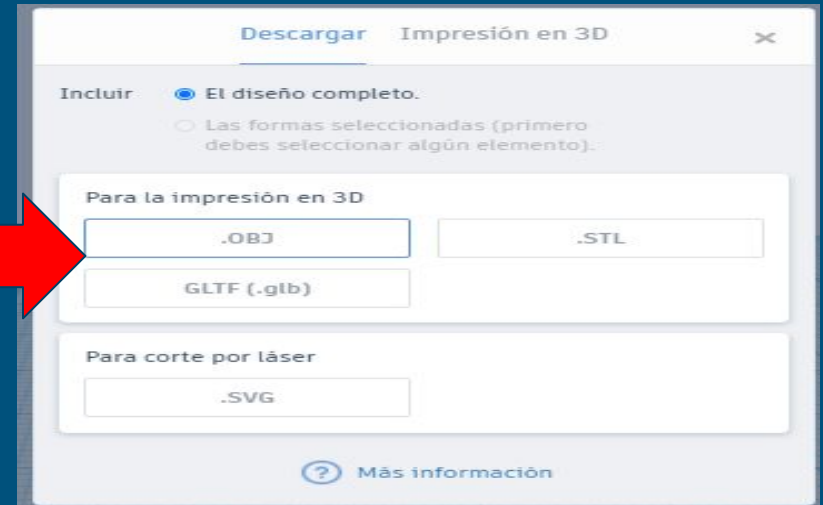 Descargar Impresión en 3D ×
Incluir El diseño completo.
Las formas seleccionadas (primero
debes seleccionar algún elemento).
Para la impresión en 3D
.OBJ .STL
GLTF (.glb)
Para corte por láser
.SVG
? Más información